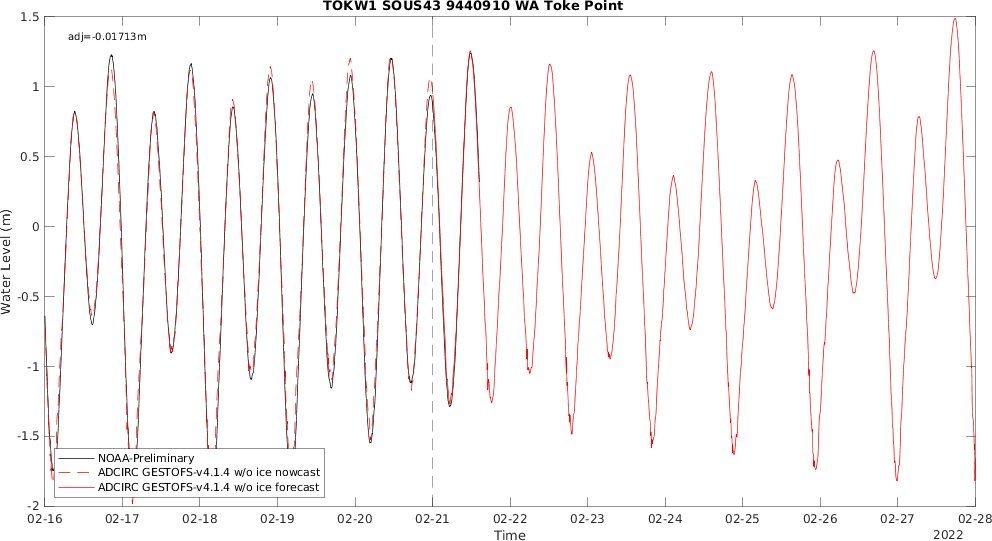 TOKW1 SOUS43 9440910 WA Toke Point
adj=-0.01713m
Water Level (m)
1.5
1
0.5
0
-0.5
-1
-1.5
-2
NOAA-Preliminary
ADCIRC GESTOFS-v4.1.4 w/o ice nowcast
ADCIRC GESTOFS-v4.1.4 w/o ice forecast
02-16 02-17 02-18 02-19 02-20 02-21 02-22 02-23 02-24 02-25 02-26 02-27 02-28
Time
2022